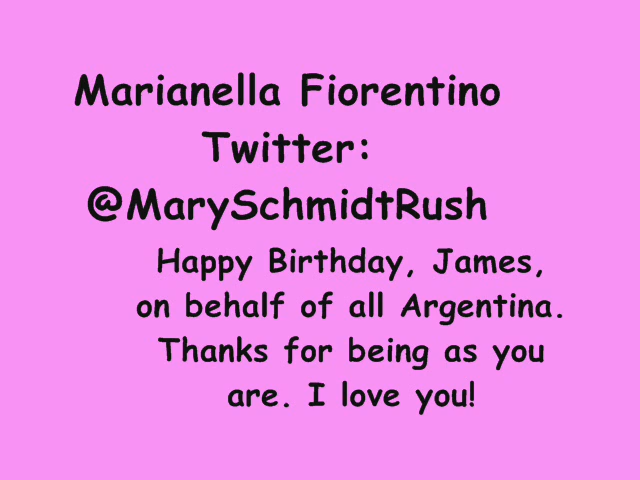 Marianella Fiorentino
Twitter:
@MarySchmidtRush
Happy Birthday, James,
on behalf of all Argentina.
Thanks for being as you
are. I love you!